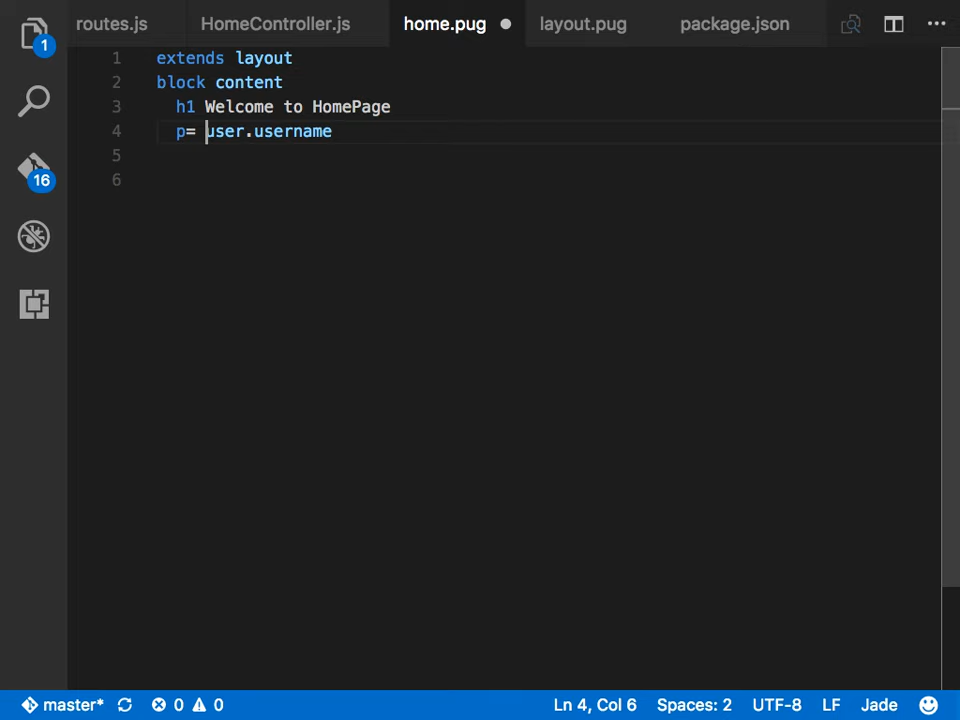 routes.js HomeController.js home.pug layout.pug package.json
1
16
1 extends layout
2 block content
3 h1 Welcome to HomePage
4 p= user.username
5
6
master* 0 0 Ln 4, Col 6 Spaces: 2 UTF-8 LF Jade